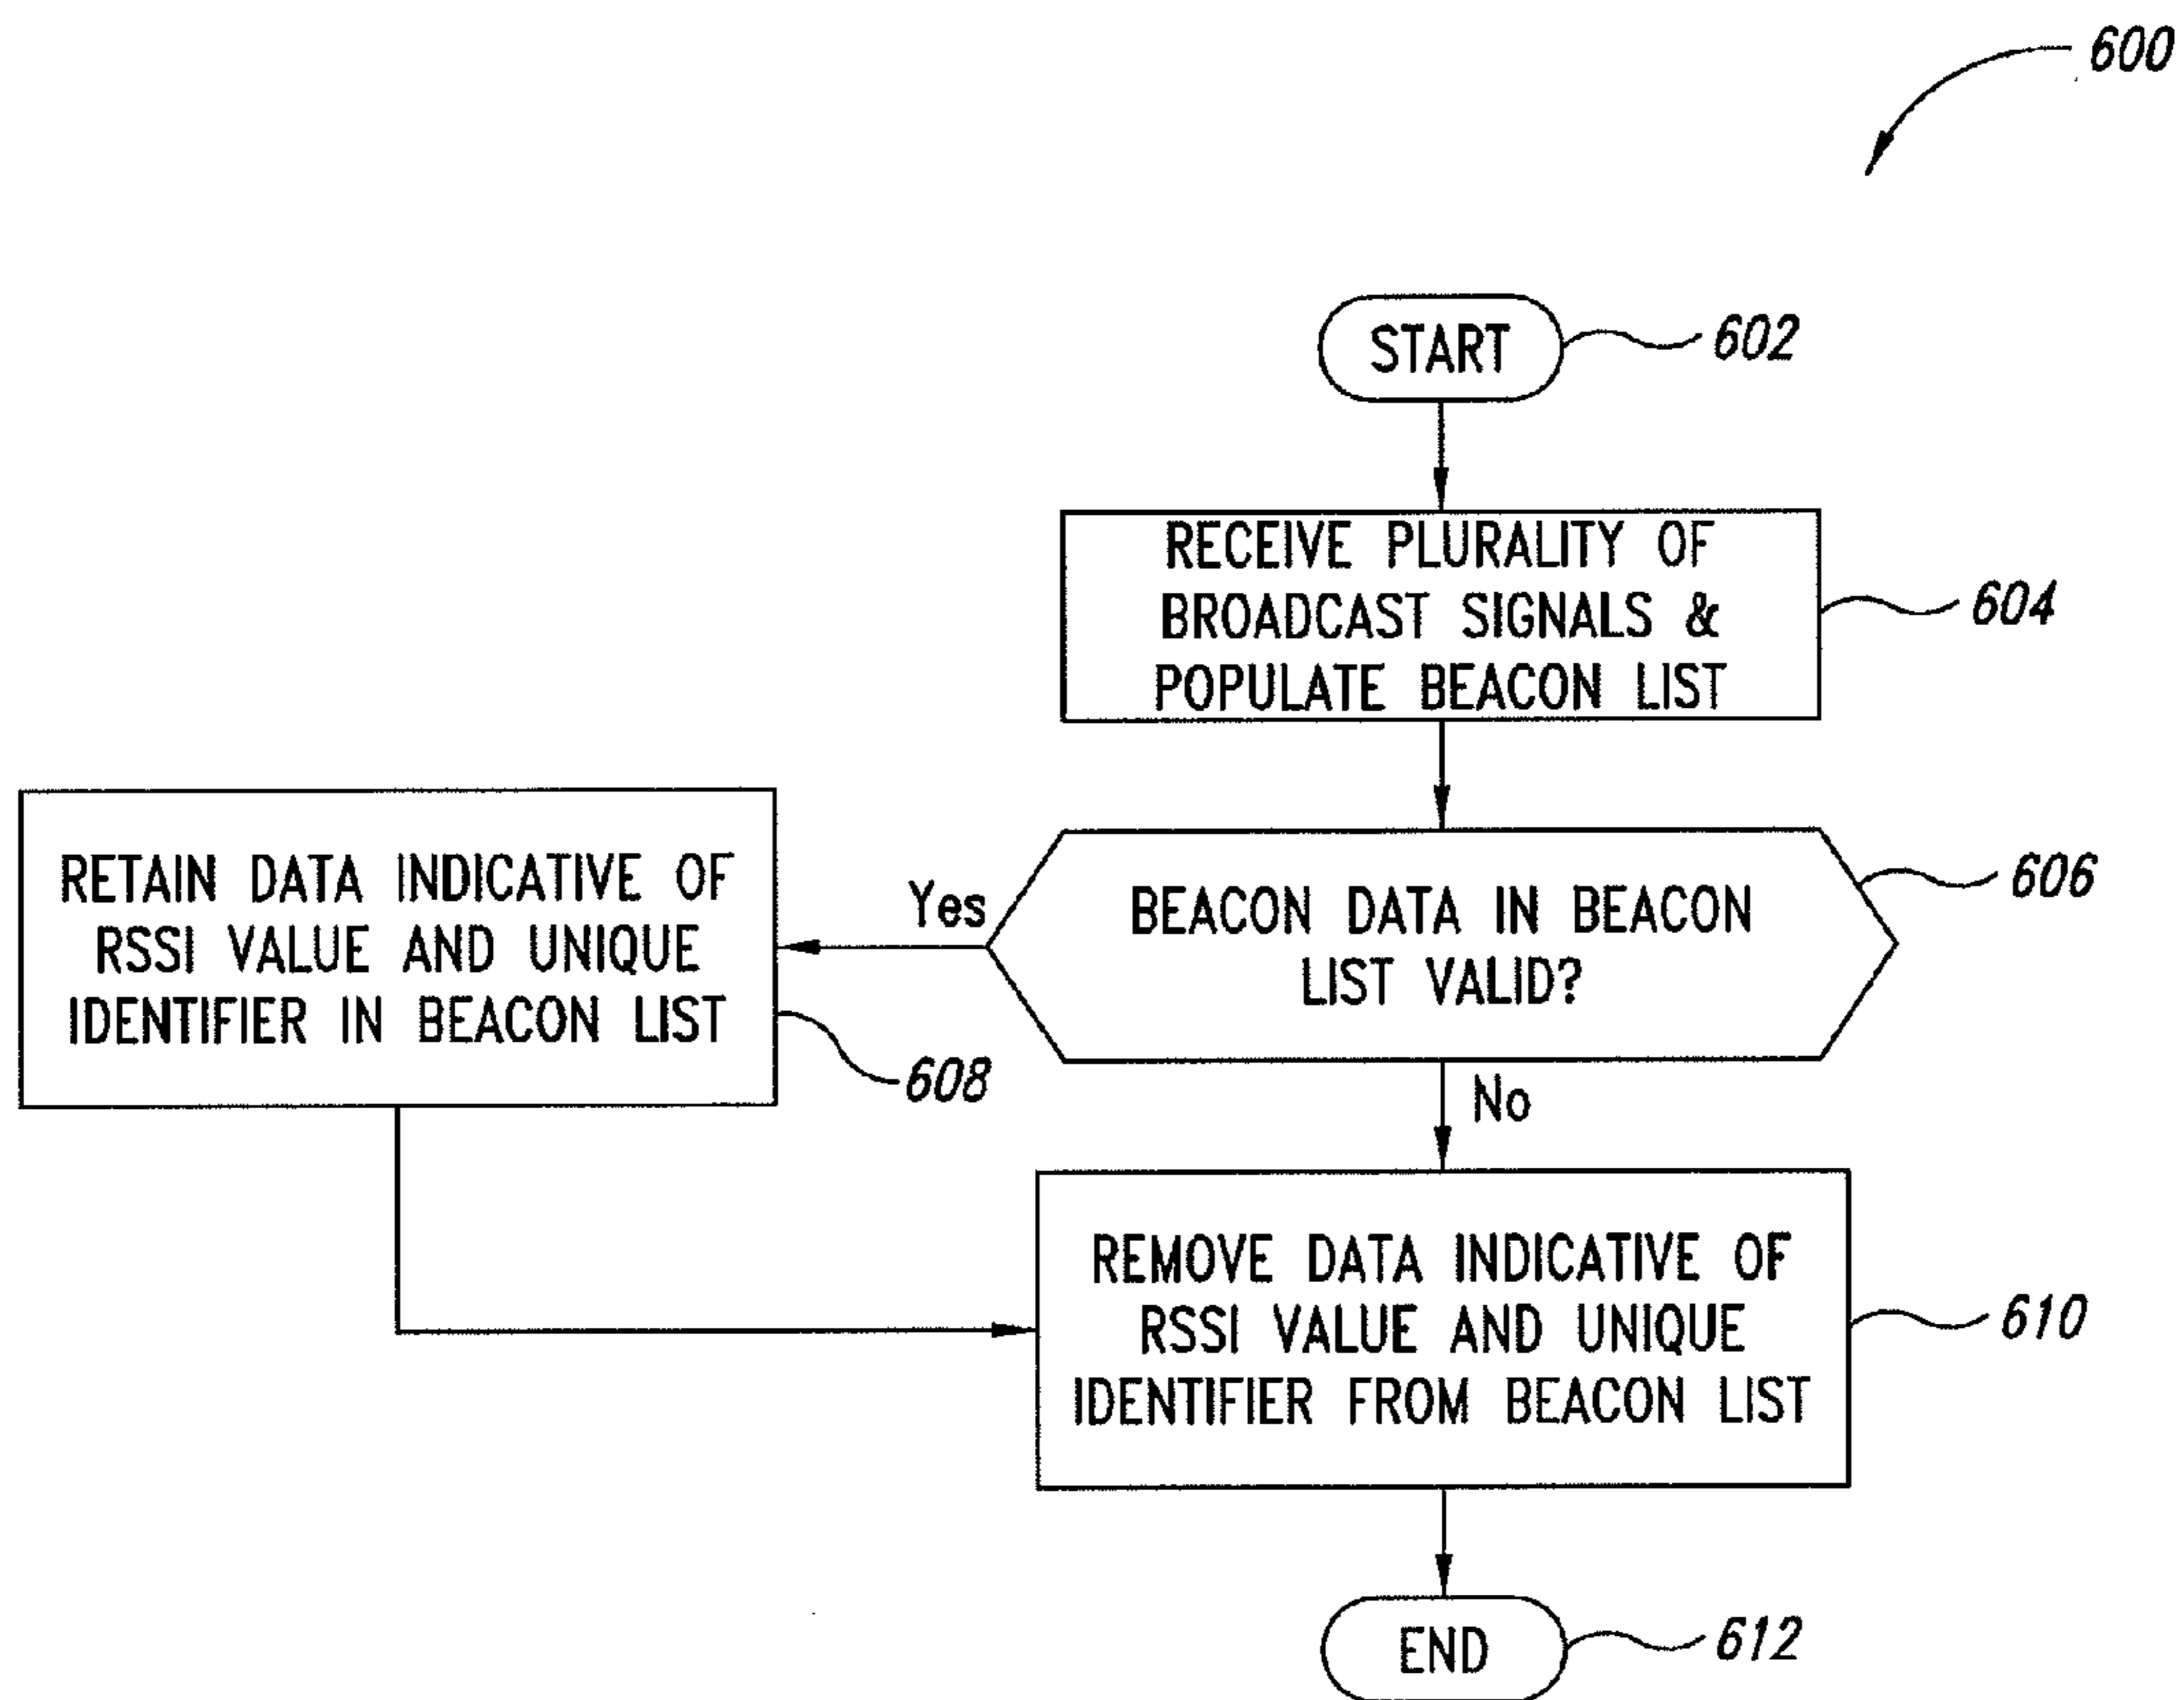 600
START
602
RECEIVE PLURALITY OF
BROADCAST SIGNALS &
POPULATE BEACON LIST
604
BEACON DATA IN BEACON
LIST VALID?
606
Yes
RETAIN DATA INDICATIVE OF
RSSI VALUE AND UNIQUE
IDENTIFIER IN BEACON LIST
608
No
REMOVE DATA INDICATIVE OF
RSSI VALUE AND UNIQUE
IDENTIFIER FROM BEACON LIST
610
END
612